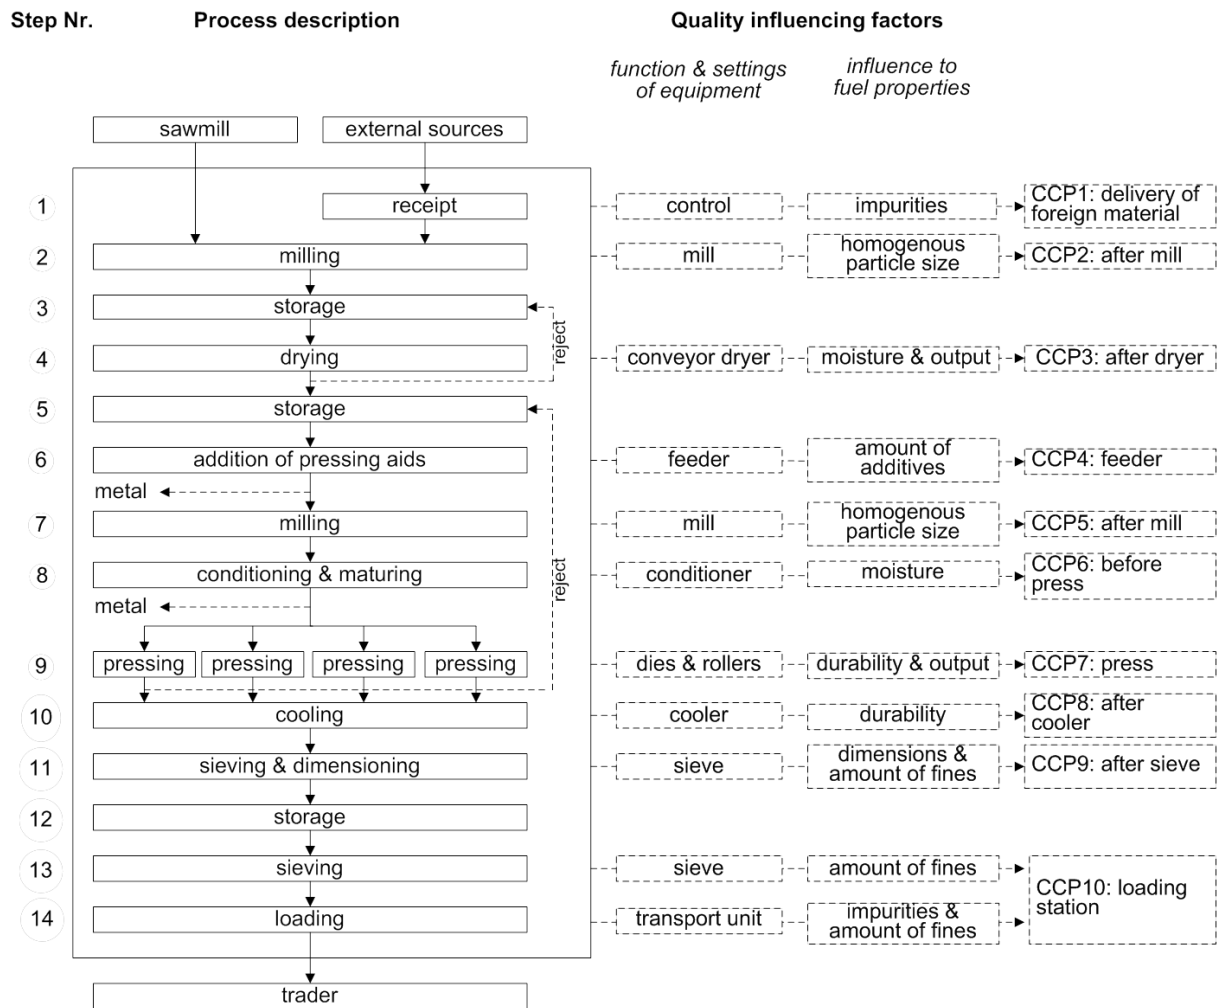 Step Nr. Process description Quality influencing factors
function & settings
of equipment
influence to
fuel properties
sawmill external sources
1 receipt control impurities CCP1: delivery of
foreign material
2 milling mill homogenous
particle size CCP2: after mill
3 storage
reject
4 drying conveyor dryer moisture & output CCP3: after dryer
5 storage
6 addition of pressing aids feeder amount of
additives CCP4: feeder
metal
7 milling mill homogenous
particle size CCP5: after mill
8 conditioning & maturing conditioner moisture CCP6: before
press
reject
metal
9 pressing pressing pressing pressing dies & rollers durability & output CCP7: press
10 cooling cooler durability CCP8: after
cooler
11 sieving & dimensioning sieve dimensions &
amount of fines CCP9: after sieve
12 storage
13 sieving sieve amount of fines
CCP10: loading
station
14 loading transport unit impurities &
amount of fines
trader